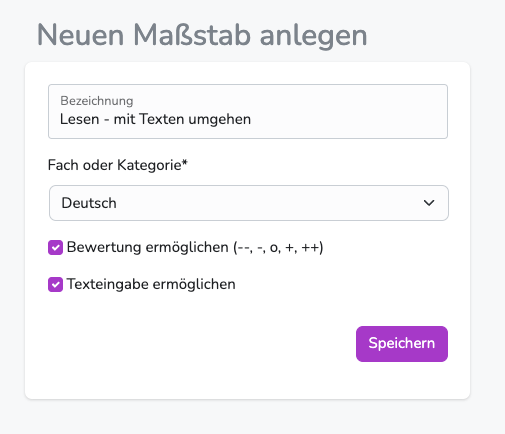 Neuen Maßstab anlegen
Bezeichnung
Lesen - mit Texten umgehen
Fach oder Kategorie*
Deutsch
Bewertung ermöglichen (--, -, o, +, ++)
Texteingabe ermöglichen
Speichern